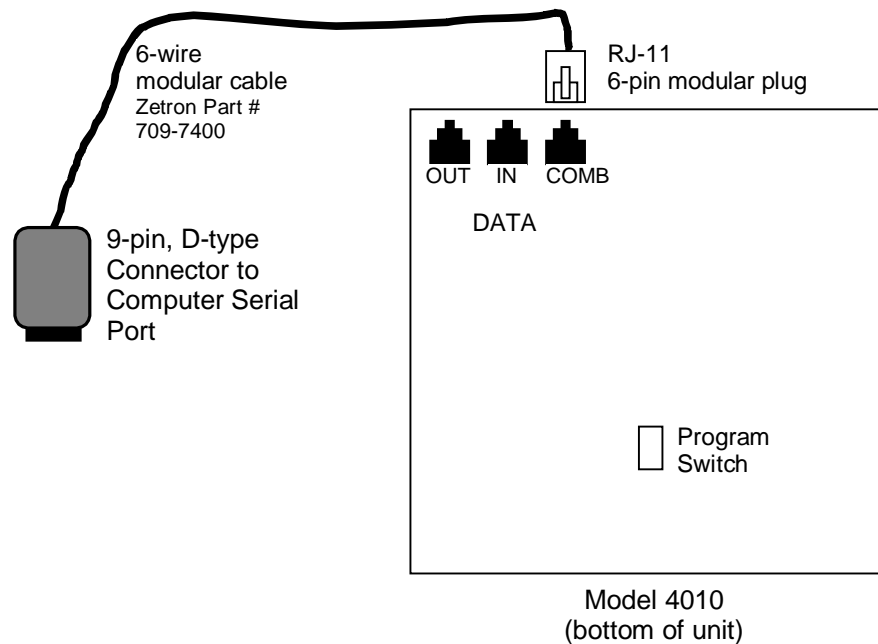 6-wire
modular cable
Zetron Part #
709-7400
RJ-11
6-pin modular plug
OUT IN COMB
DATA
9-pin, D-type
Connector to
Computer Serial
Port
Program
Switch
Model 4010
(bottom of unit)